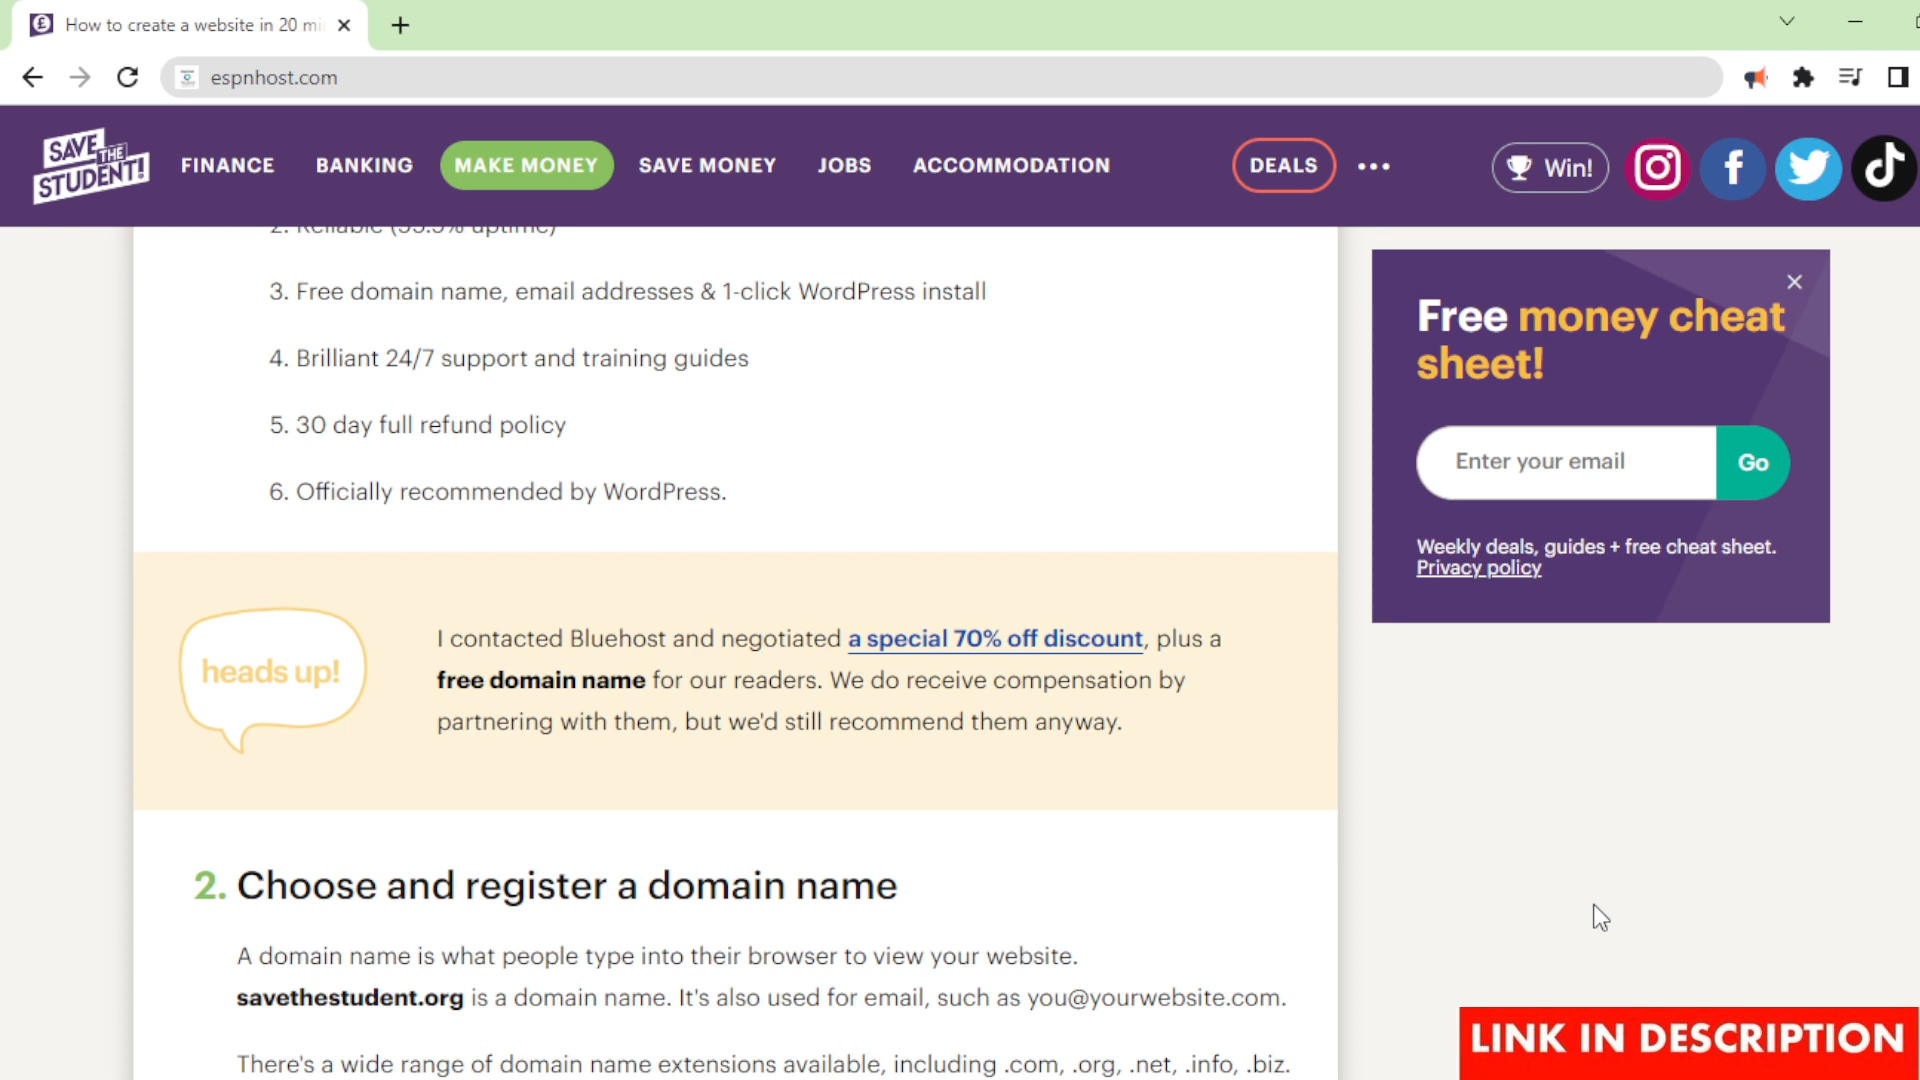 How to create a website in 20 mi
espnhost.com
SAVE THE STUDENT!
FINANCE
BANKING
MAKE MONEY
SAVE MONEY
JOBS
ACCOMMODATION
DEALS
Win!
3. Free domain name, email addresses & 1-click WordPress install
4. Brilliant 24/7 support and training guides
5. 30 day full refund policy
6. Officially recommended by WordPress.
heads up!
I contacted Bluehost and negotiated a special 70% off discount, plus a
free domain name for our readers. We do receive compensation by
partnering with them, but we'd still recommend them anyway.
2. Choose and register a domain name
A domain name is what people type into their browser to view your website.
savethestudent.org is a domain name. It's also used for email, such as you@yourwebsite.com.
There's a wide range of domain name extensions available, including .com, .org, .net, .info, .biz.
Free money cheat
sheet!
Enter your email
Go
Weekly deals, guides + free cheat sheet.
Privacy policy
LINK IN DESCRIPTION